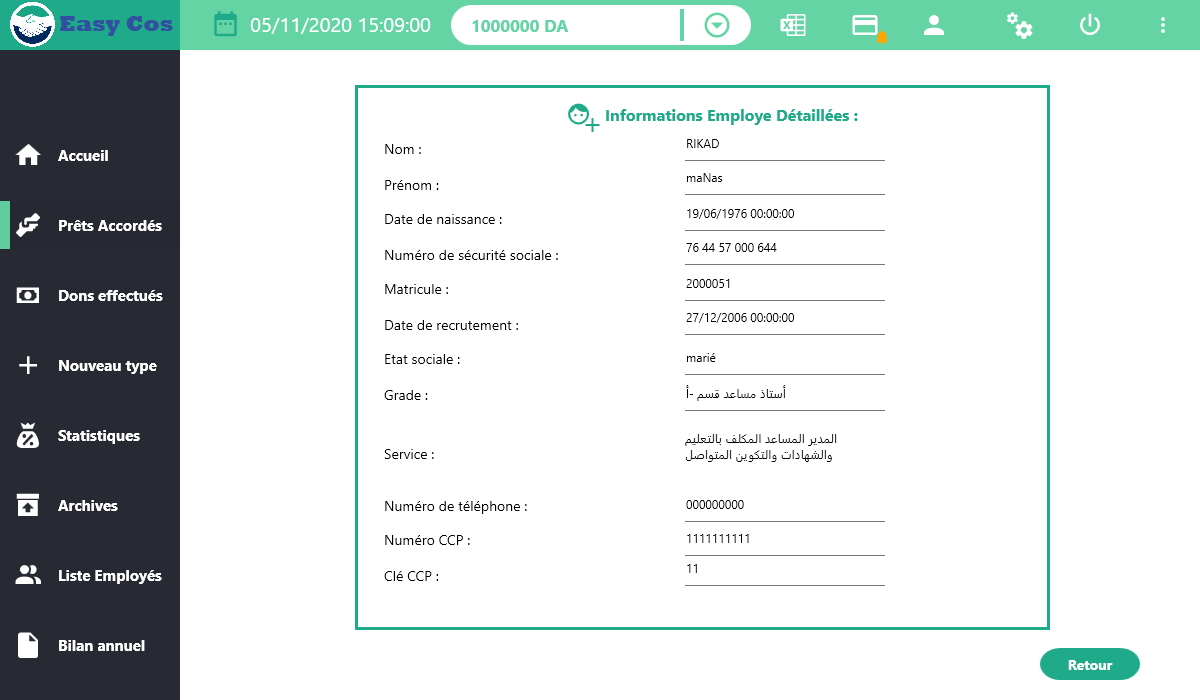 Easy Cos
05/11/2020 15:09:00
1000000 DA
Accueil
Prêts Accordés
Dons effectués
Nouveau type
Statistiques
Archives
Liste Employés
Bilan annuel
Informations Employe Détaillées :
Nom : RIKAD
Prénom : maNas
Date de naissance : 19/06/1976 00:00:00
Numéro de sécurité sociale : 76 44 57 000 644
Matricule : 2000051
Date de recrutement : 27/12/2006 00:00:00
Etat sociale : marié
Grade : أستاذ مساعد قسم -أ
Service : المدير المساعد المكلف بالتعليم
والشهادات والتكوين المتواصل
Numéro de téléphone : 000000000
Numéro CCP : 1111111111
Clé CCP : 11
Retour